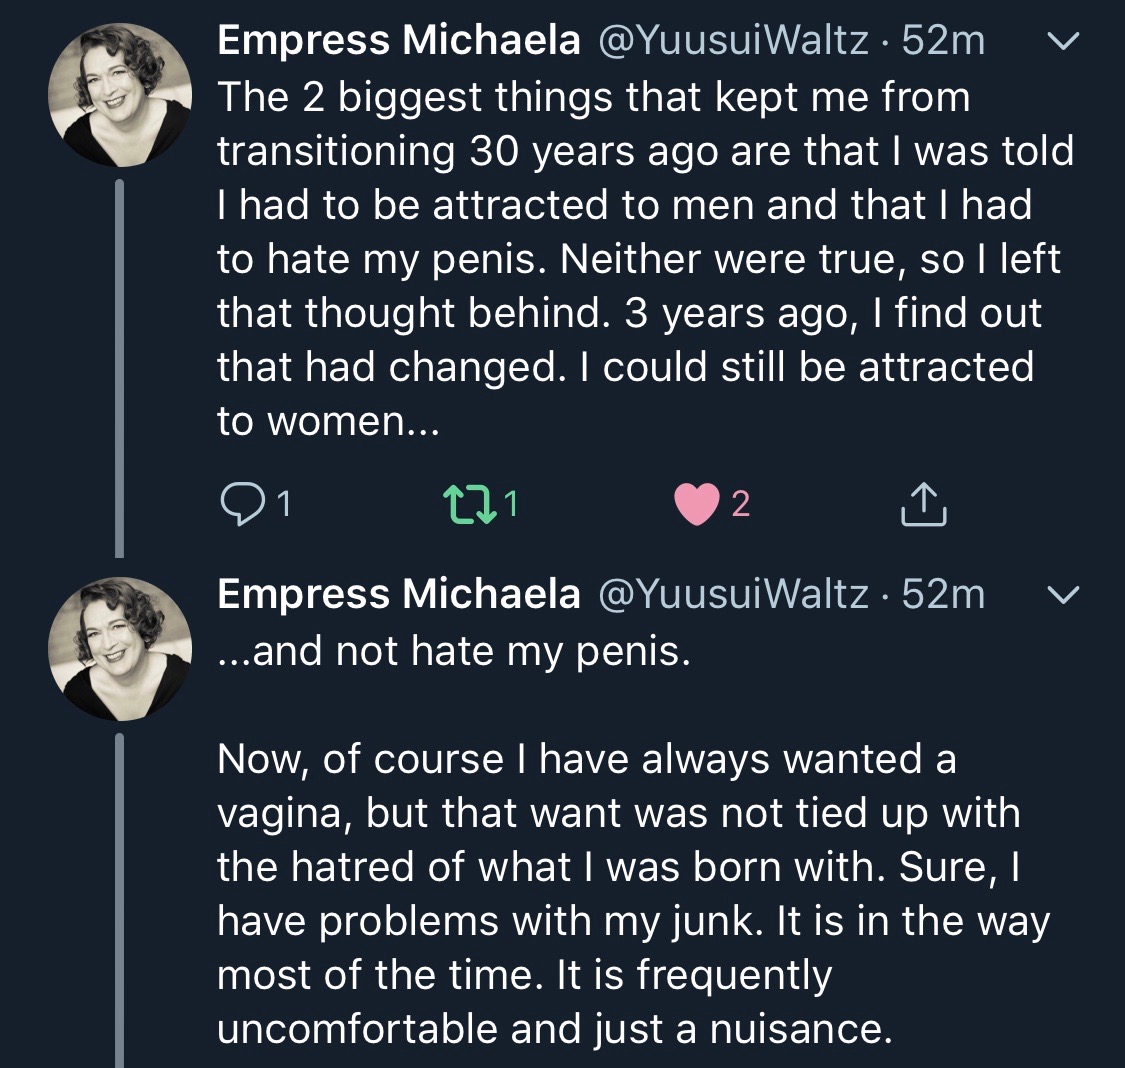 Empress Michaela @YuusuiWaltz · 52m
The 2 biggest things that kept me from
transitioning 30 years ago are that I was told
I had to be attracted to men and that I had
to hate my penis. Neither were true, so I left
that thought behind. 3 years ago, I find out
that had changed. I could still be attracted
to women...
1 1 2
Empress Michaela @YuusuiWaltz · 52m
...and not hate my penis.
Now, of course I have always wanted a
vagina, but that want was not tied up with
the hatred of what I was born with. Sure, I
have problems with my junk. It is in the way
most of the time. It is frequently
uncomfortable and just a nuisance.